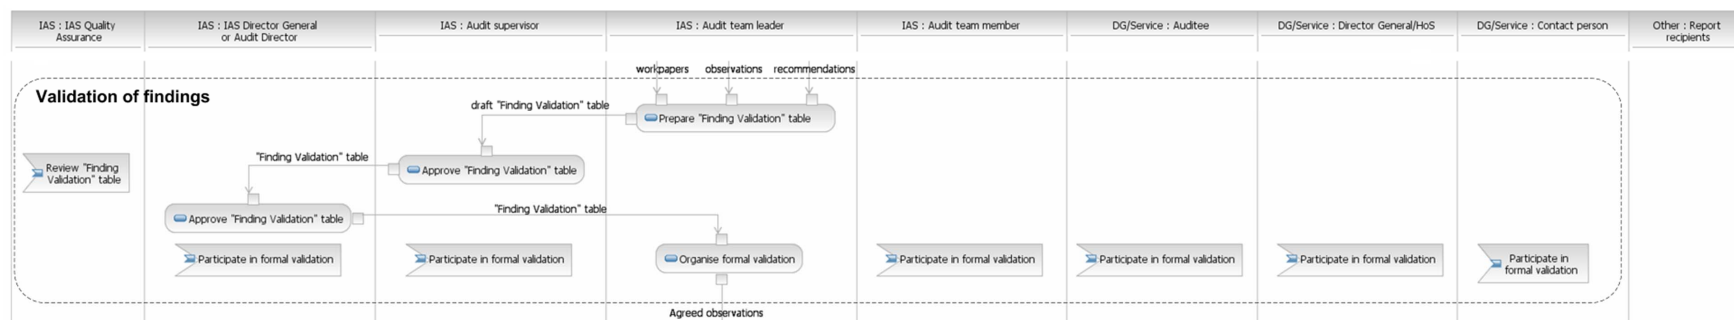 IAS : IAS Quality
Assurance
IAS : IAS Director General
or Audit Director
IAS : Audit supervisor
IAS : Audit team leader
IAS : Audit team member
DG/Service : Auditee
DG/Service : Director General/HoS
DG/Service : Contact person
Other : Report
recipients
workpapers
observations
recommendations
Validation of findings
draft "Finding Validation" table
Prepare "Finding Validation" table
"Finding Validation" table
Approve "Finding Validation" table
Review "Finding
Validation" table
"Finding Validation" table
Approve "Finding Validation" table
Participate in formal validation
Participate in formal validation
Organise formal validation
Participate in formal validation
Participate in formal validation
Participate in formal validation
Participate in
formal validation
Agreed observations